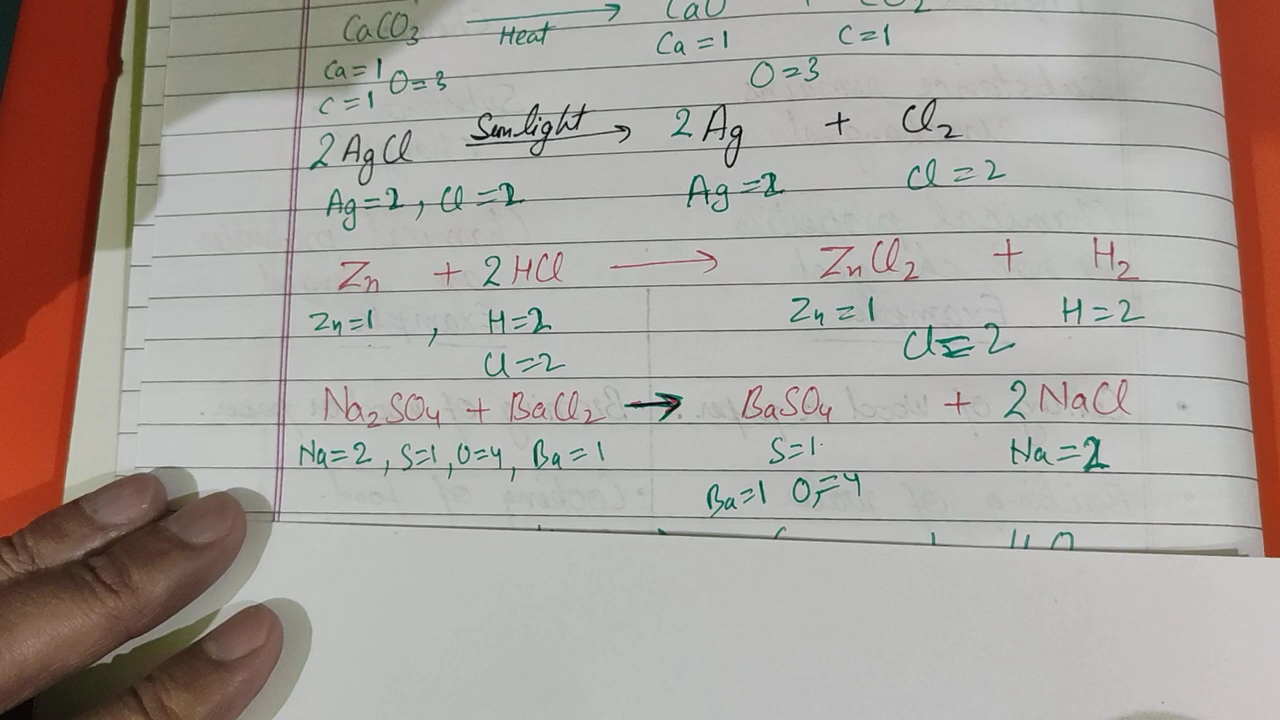 CaCO3 Heat → CaO + CO2
Ca=1 Ca=1 C=1
C=1 O=3 O=3
2AgCl Sunlight → 2Ag + Cl2
Ag=2, Cl=2 Ag=2 Cl=2
Zn + 2HCl → ZnCl2 + H2
Zn=1, H=2 Zn=1 H=2
Cl=2 Cl=2
Na2SO4 + BaCl2 → BaSO4 + 2NaCl
Na=2, S=1, O=4, Ba=1 S=1 Na=2
Ba=1 O=4